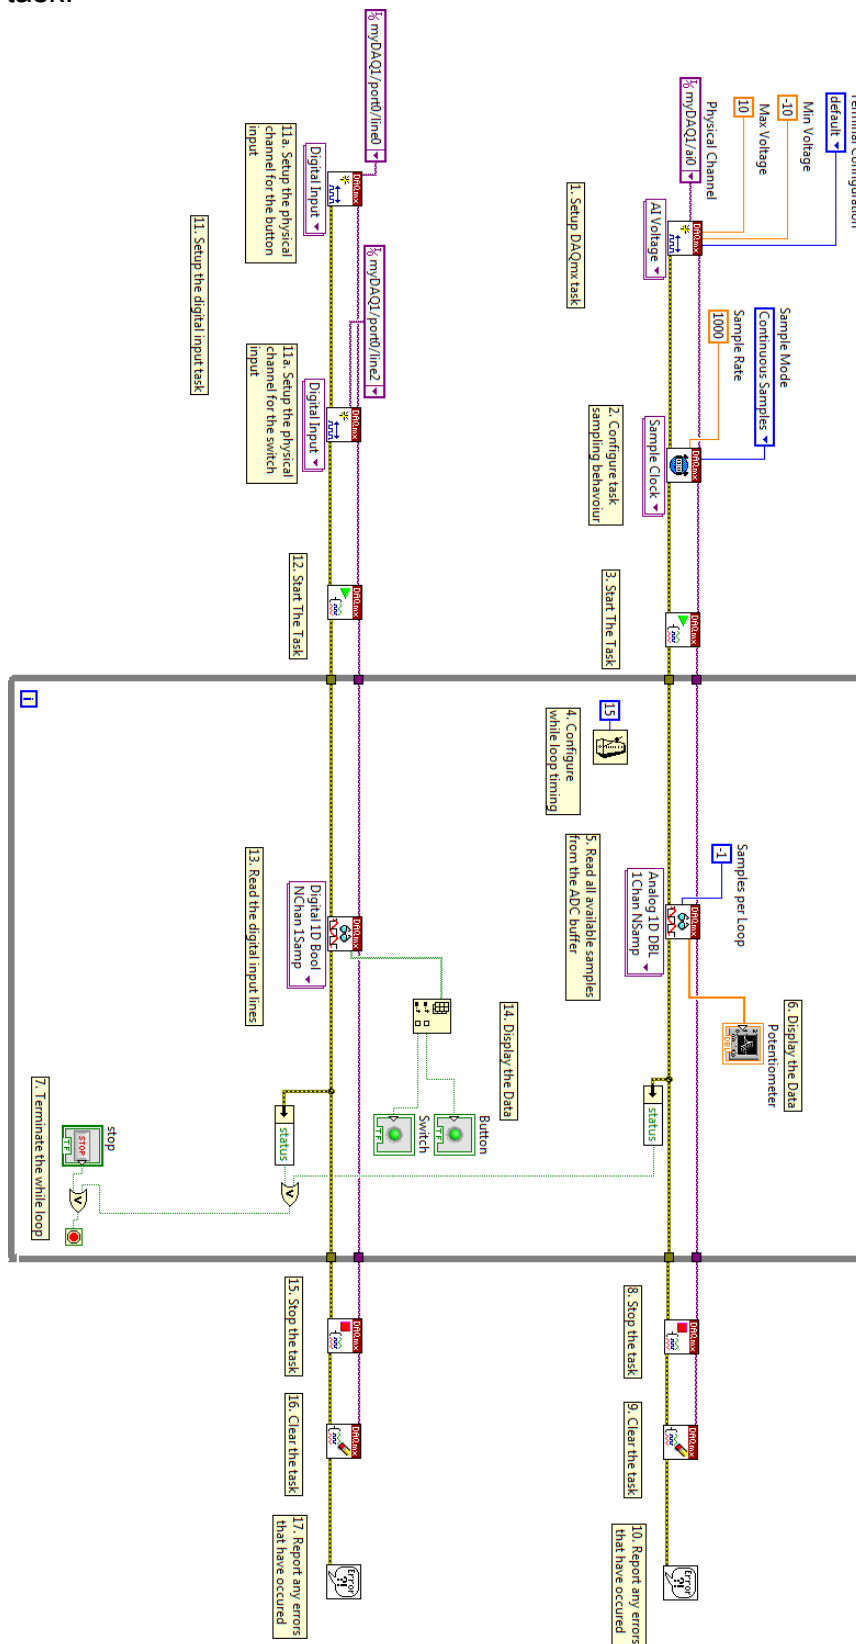 task.
Terminal Configuration
default
Min Voltage
-10
Max Voltage
10
Physical Channel
myDAQ1/ai0
DAQmx
AI Voltage
1. Setup DAQmx task
Sample Mode
Continuous Samples
Sample Rate
1000
DAQmx
Sample Clock
2. Configure task
sampling behavoiur
DAQmx
3. Start The Task
15
4. Configure
while loop timing
Samples per Loop
-1
DAQmx
Analog 1D DBL
1Chan NSamp
5. Read all available samples
from the ADC buffer
6. Display the Data
Potentiometer
status
DAQmx
8. Stop the task
DAQmx
9. Clear the task
Error
?!
10. Report any errors
that have occured
myDAQ1/port0/line0
DAQmx
Digital Input
11a. Setup the physical
channel for the button
input
11. Setup the digital input task
myDAQ1/port0/line2
DAQmx
Digital Input
11a. Setup the physical
channel for the switch
input
DAQmx
12. Start The Task
i
DAQmx
Digital 1D Bool
NChan 1Samp
13. Read the digital input lines
14. Display the Data
Button
TF
Switch
TF
status
stop
STOP
TF
7. Terminate the while loop
DAQmx
15. Stop the task
DAQmx
16. Clear the task
Error
?!
17. Report any errors
that have occured